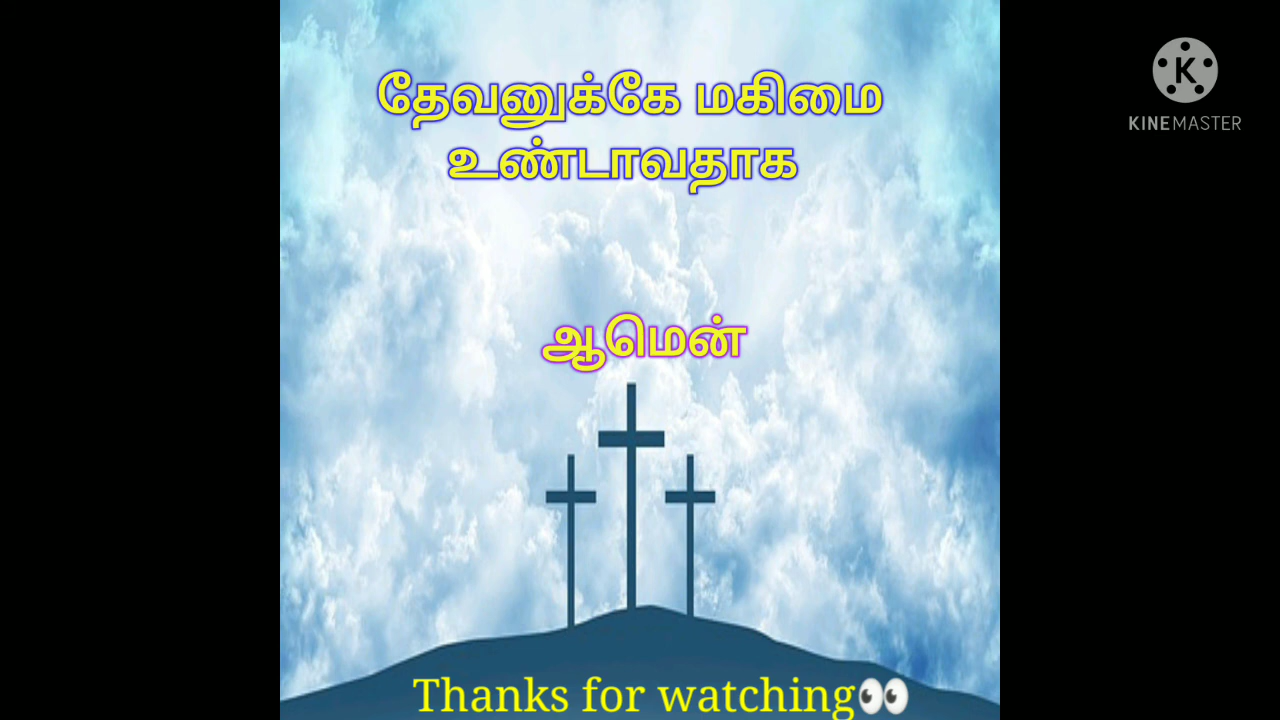 தேவனுக்கே மகிமை
உண்டாவதாக
ஆமென்
Thanks for watching👀
K
KINEMASTER